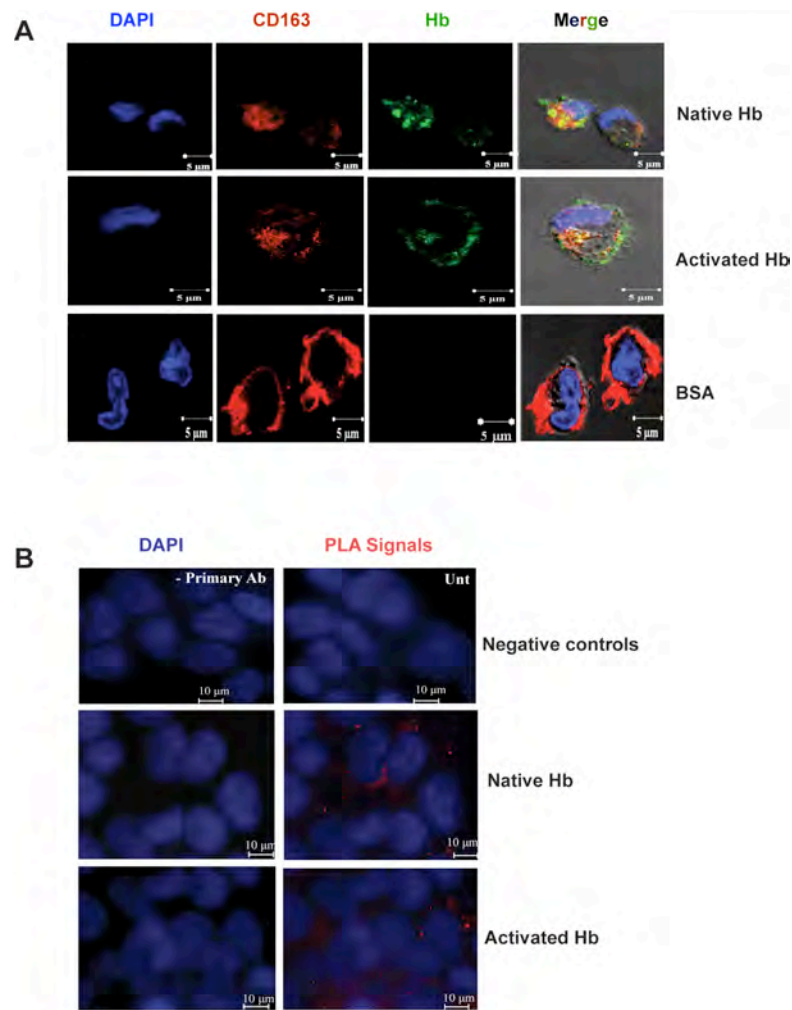 A
DAPI CD163 Hb Merge
5 µm 5 µm 5 µm 5 µm Native Hb
5 µm 5 µm 5 µm 5 µm Activated Hb
5 µm 5 µm 5 µm 5 µm BSA
B
DAPI PLA Signals
- Primary Ab Unt
Negative controls
10 µm 10 µm
Native Hb
10 µm 10 µm
Activated Hb
10 µm 10 µm